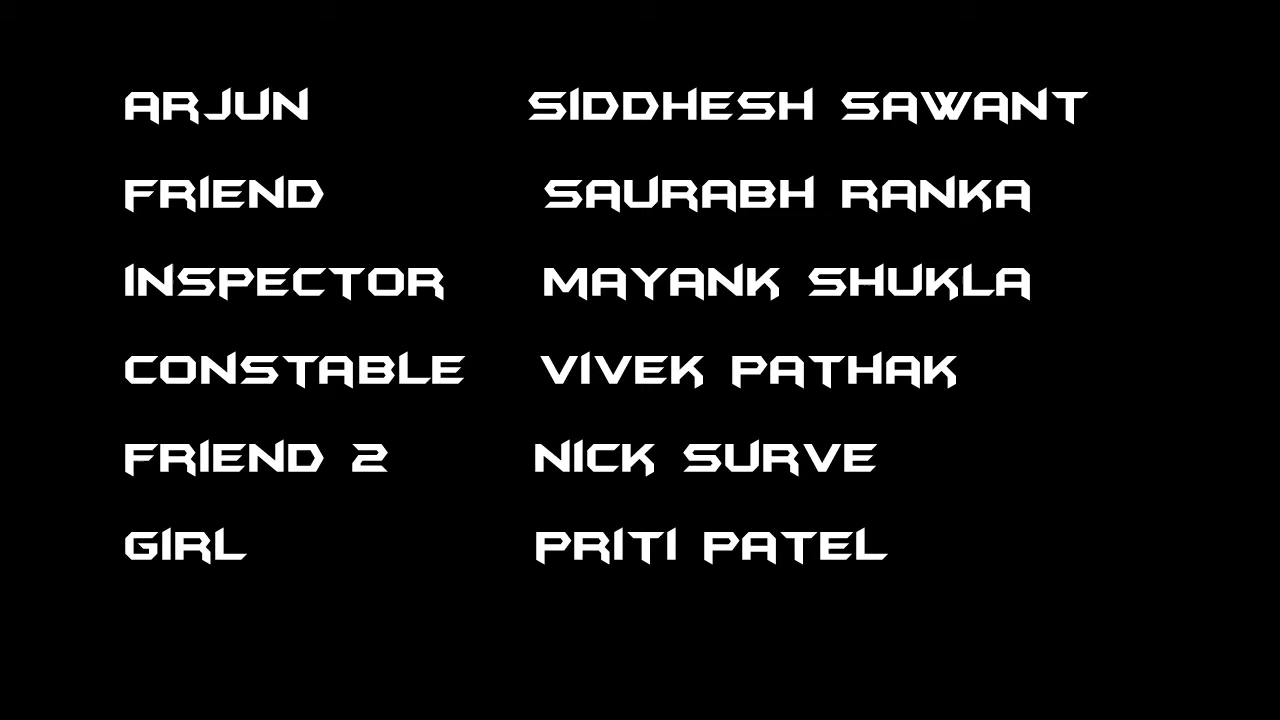 ARJUN SIDDHESH SAWANT
FRIEND SAURABH RANKA
INSPECTOR MAYANK SHUKLA
CONSTABLE VIVEK PATHAK
FRIEND 2 NICK SURVE
GIRL PRITI PATEL